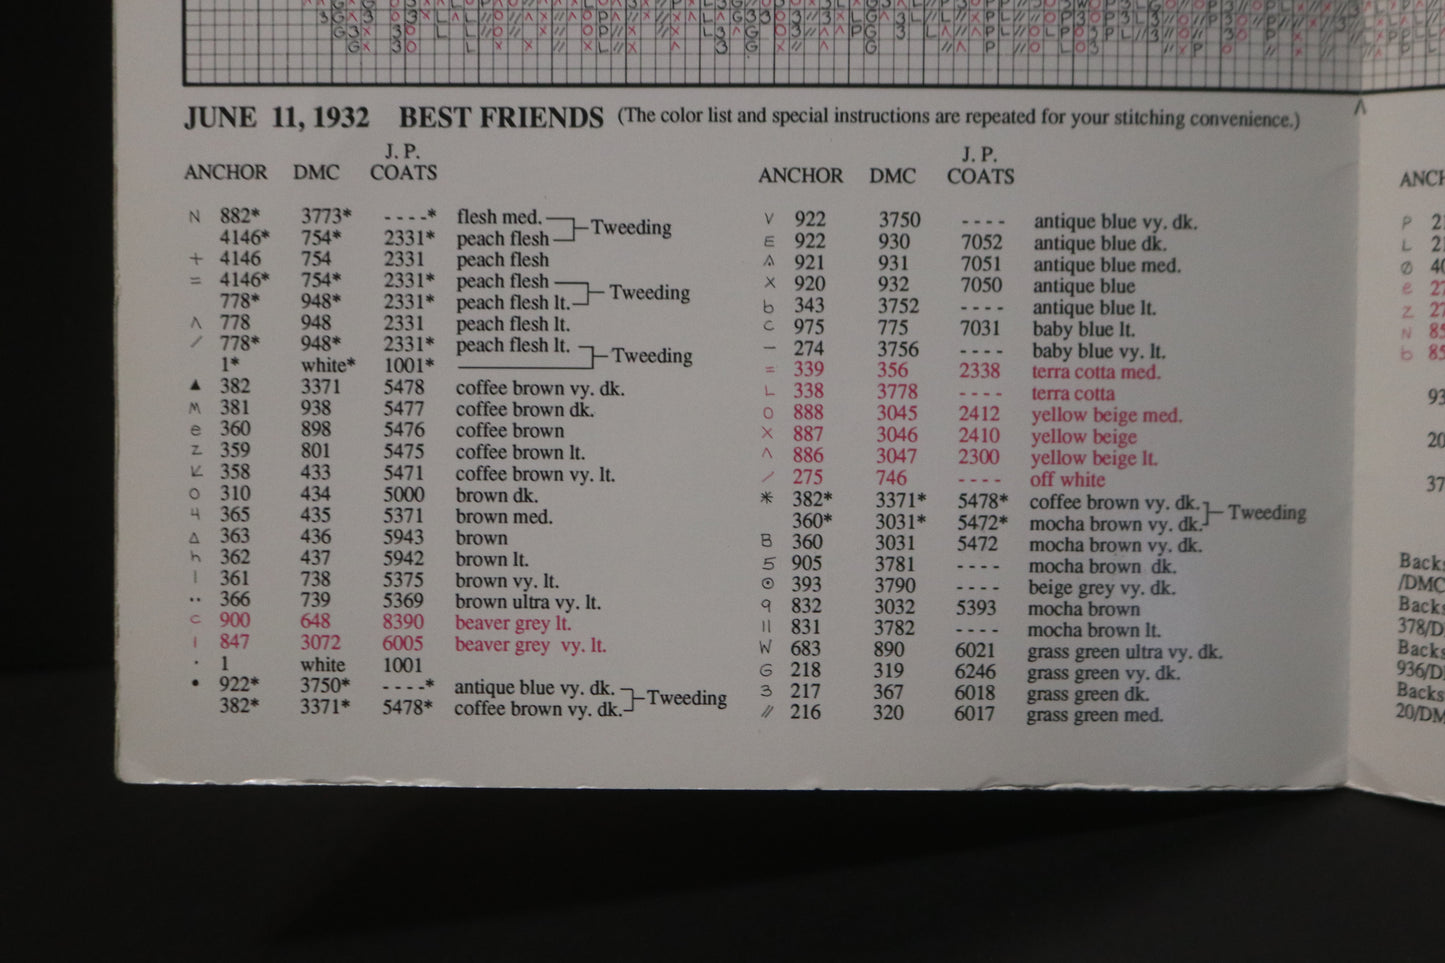 JUNE 11, 1932 BEST FRIENDS (The color list and special instructions are repeated for your stitching convenience.)
J. P.
ANCHOR DMC COATS
N 882* 3773* ----* flesh med.
4146* 754* 2331* peach flesh
Tweeding
+ 4146 754 2331 peach flesh
= 4146* 754* 2331* peach flesh
778* 948* 2331* peach flesh lt.
Tweeding
∧ 778 948 2331 peach flesh lt.
/ 778* 948* 2331* peach flesh lt.
1* white* 1001*
Tweeding
▲ 382 3371 5478 coffee brown vy. dk.
M 381 938 5477 coffee brown dk.
e 360 898 5476 coffee brown
Z 359 801 5475 coffee brown lt.
358 433 5471 coffee brown vy. lt.
O 310 434 5000 brown dk.
4 365 435 5371 brown med.
Δ 363 436 5943 brown
h 362 437 5942 brown lt.
| 361 738 5375 brown vy. lt.
•• 366 739 5369 brown ultra vy. lt.
C 900 648 8390 beaver grey lt.
| 847 3072 6005 beaver grey vy. lt.
· 1 white 1001
• 922* 3750* ----* antique blue vy. dk.
382* 3371* 5478* coffee brown vy. dk.
Tweeding
J. P.
ANCHOR DMC COATS
V 922 3750 ---- antique blue vy. dk.
E 922 930 7052 antique blue dk.
921 931 7051 antique blue med.
X 920 932 7050 antique blue
b 343 3752 ---- antique blue lt.
C 975 775 7031 baby blue lt.
— 274 3756 ---- baby blue vy. lt.
= 339 356 2338 terra cotta med.
L 338 3778 ---- terra cotta
O 888 3045 2412 yellow beige med.
X 887 3046 2410 yellow beige
∧ 886 3047 2300 yellow beige lt.
/ 275 746 ---- off white
* 382* 3371* 5478* coffee brown vy. dk.
360* 3031* 5472* mocha brown vy. dk.
Tweeding
B 360 3031 5472 mocha brown vy. dk.
5 905 3781 ---- mocha brown dk.
⊙ 393 3790 ---- beige grey vy. dk.
9 832 3032 5393 mocha brown
|| 831 3782 ---- mocha brown lt.
W 683 890 6021 grass green ultra vy. dk.
G 218 319 6246 grass green vy. dk.
3 217 367 6018 grass green dk.
// 216 320 6017 grass green med.
P
L
Ø
e
Z
N
b
93
20
37
/DMC
378/D
936/D
20/DM